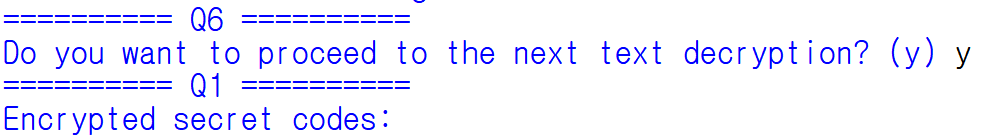 ========== Q6 ==========
Do you want to proceed to the next text decryption? (y) y
========== Q1 ==========
Encrypted secret codes: